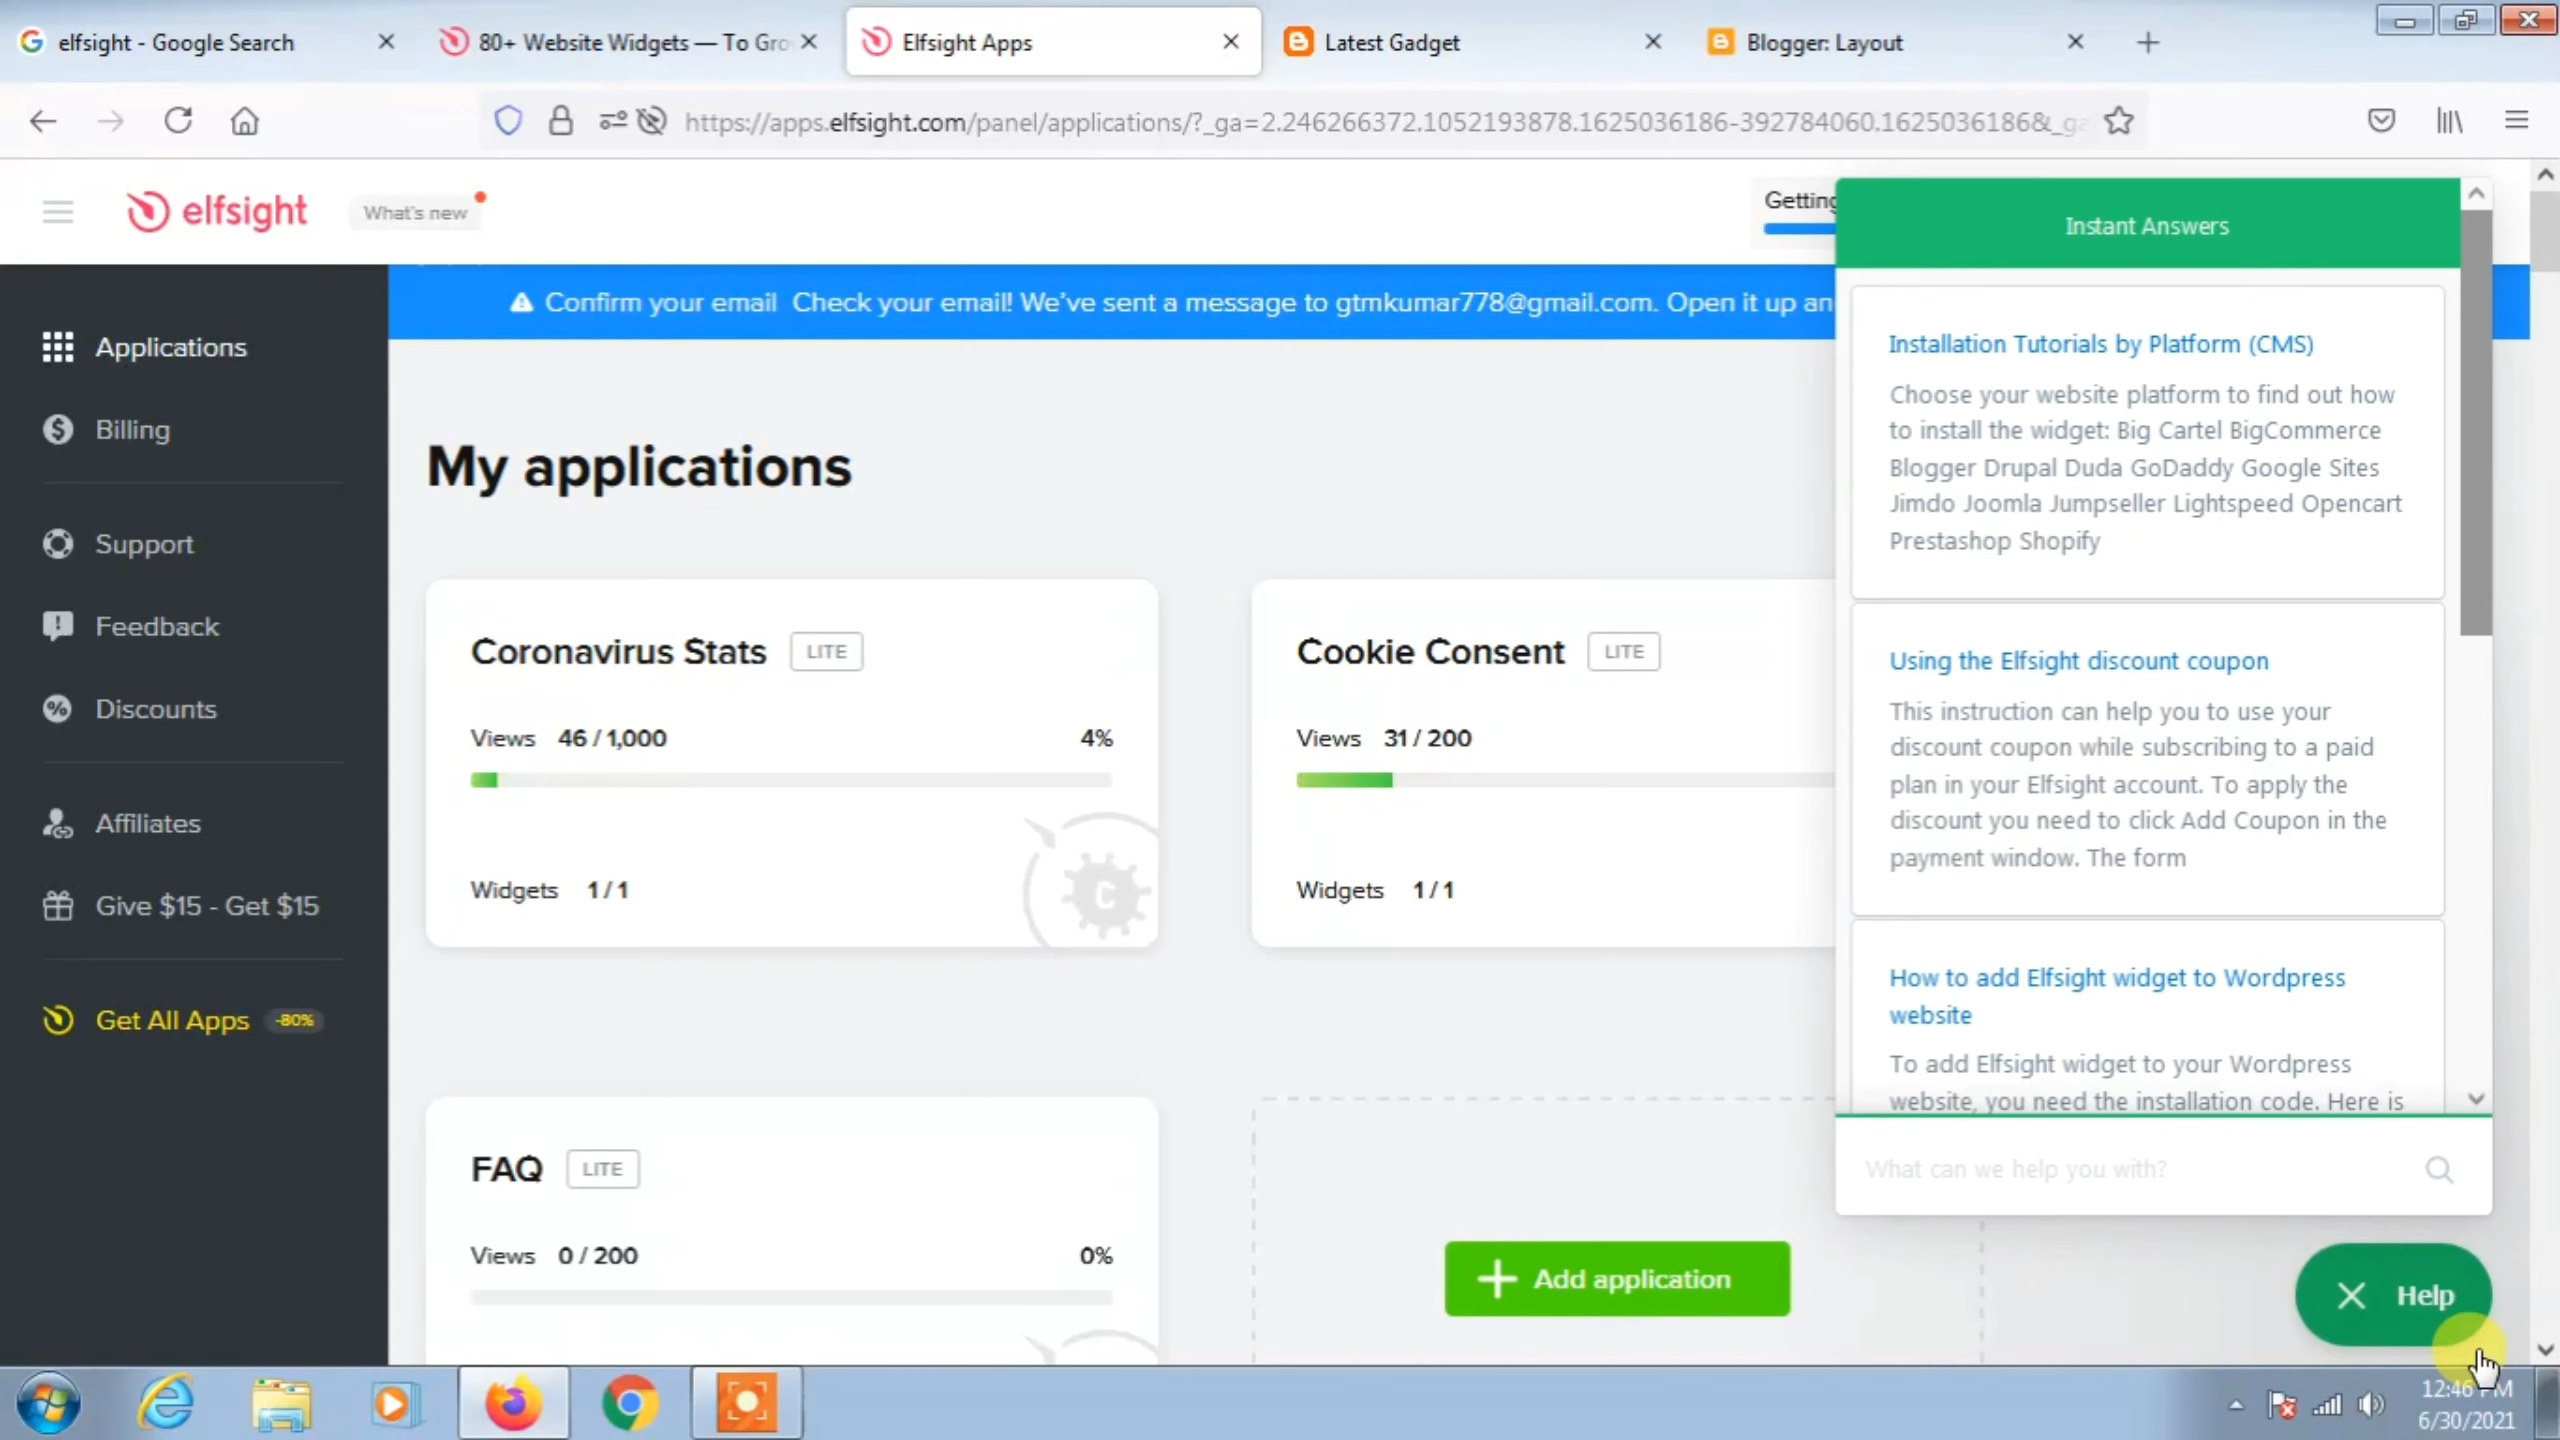 elfsight - Google Search
80+ Website Widgets — To Gro
Elfsight Apps
Latest Gadget
Blogger: Layout
https://apps.elfsight.com/panel/applications/?_ga=2.246266372.1052193878.1625036186-392784060.1625036186&_ga
elfsight
What's new
Getting
Confirm your email Check your email! We've sent a message to gtmkumar778@gmail.com. Open it up an
Applications
Billing
Support
Feedback
Discounts
Affiliates
Give $15 - Get $15
Get All Apps -80%
My applications
Coronavirus Stats LITE
Views 46 / 1,000 4%
Widgets 1 / 1
Cookie Consent LITE
Views 31 / 200
Widgets 1 / 1
FAQ LITE
Views 0 / 200 0%
Add application
Instant Answers
Installation Tutorials by Platform (CMS)
Choose your website platform to find out how
to install the widget: Big Cartel BigCommerce
Blogger Drupal Duda GoDaddy Google Sites
Jimdo Joomla Jumpseller Lightspeed Opencart
Prestashop Shopify
Using the Elfsight discount coupon
This instruction can help you to use your
discount coupon while subscribing to a paid
plan in your Elfsight account. To apply the
discount you need to click Add Coupon in the
payment window. The form
How to add Elfsight widget to Wordpress
website
To add Elfsight widget to your Wordpress
website, you need the installation code. Here is
What can we help you with?
Help
12:46 PM
6/30/2021